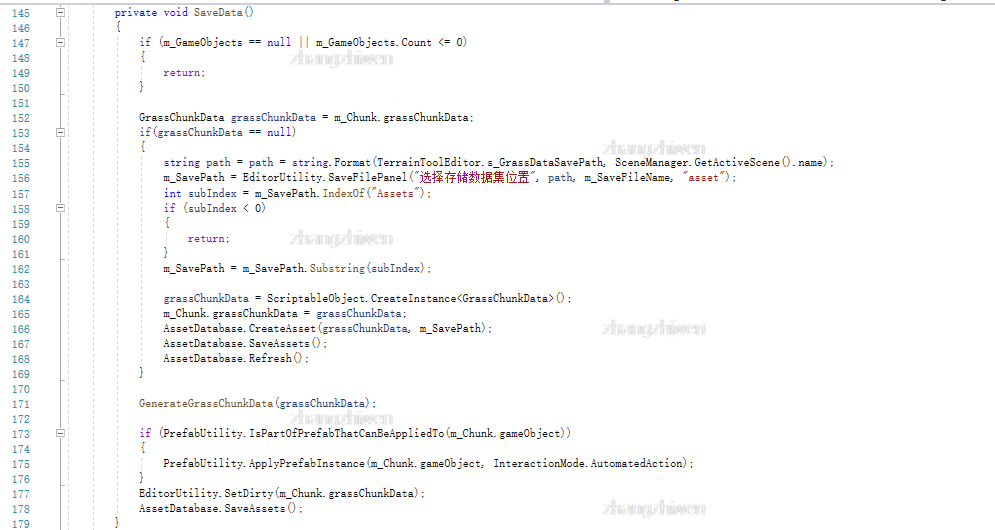 145 private void SaveData()
146 {
147 if (m_GameObjects == null || m_GameObjects.Count <= 0)
148 {
149 return;
150 }
151
152 GrassChunkData grassChunkData = m_Chunk.grassChunkData;
153 if(grassChunkData == null)
154 {
155 string path = path = string.Format(TerrainToolEditor.s_GrassDataSavePath, SceneManager.GetActiveScene().name);
156 m_SavePath = EditorUtility.SaveFilePanel("选择存储数据集位置", path, m_SaveFileName, "asset");
157 int subIndex = m_SavePath.IndexOf("Assets");
158 if (subIndex < 0)
159 {
160 return;
161 }
162 m_SavePath = m_SavePath.Substring(subIndex);
163
164 grassChunkData = ScriptableObject.CreateInstance<GrassChunkData>();
165 m_Chunk.grassChunkData = grassChunkData;
166 AssetDatabase.CreateAsset(grassChunkData, m_SavePath);
167 AssetDatabase.SaveAssets();
168 AssetDatabase.Refresh();
169 }
170
171 GenerateGrassChunkData(grassChunkData);
172
173 if (PrefabUtility.IsPartOfPrefabThatCanBeAppliedTo(m_Chunk.gameObject))
174 {
175 PrefabUtility.ApplyPrefabInstance(m_Chunk.gameObject, InteractionMode.AutomatedAction);
176 }
177 EditorUtility.SetDirty(m_Chunk.grassChunkData);
178 AssetDatabase.SaveAssets();
179 }
zhangzhiwen
zhangzhiwen
zhangzhiwen
zhangzhiwen
zhangzhiwen
zhangzhiwen